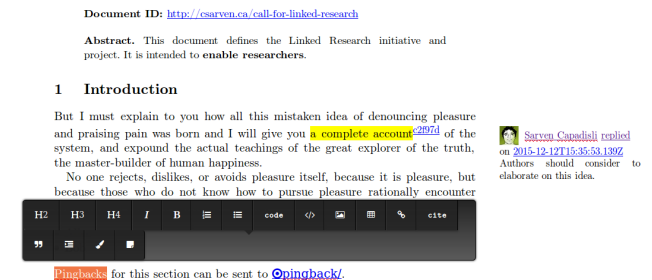 Document ID: http://csarven.ca/call-for-linked-research
Abstract. This document defines the Linked Research initiative and
project. It is intended to enable researchers.
1 Introduction
But I must explain to you how all this mistaken idea of denouncing pleasure
and praising pain was born and I will give you a complete account c2f97d of the
system, and expound the actual teachings of the great explorer of the truth,
the master-builder of human happiness.
No one rejects, dislikes, or avoids pleasure itself, because it is pleasure, but
because those who do not know how to pursue pleasure rationally encounter
Sarven Capadisli replied
on 2015-12-12T15:35:53.139Z
Authors should consider to
elaborate on this idea.
H2 H3 H4 I B code </> cite
Pingbacks for this section can be sent to pingback/.